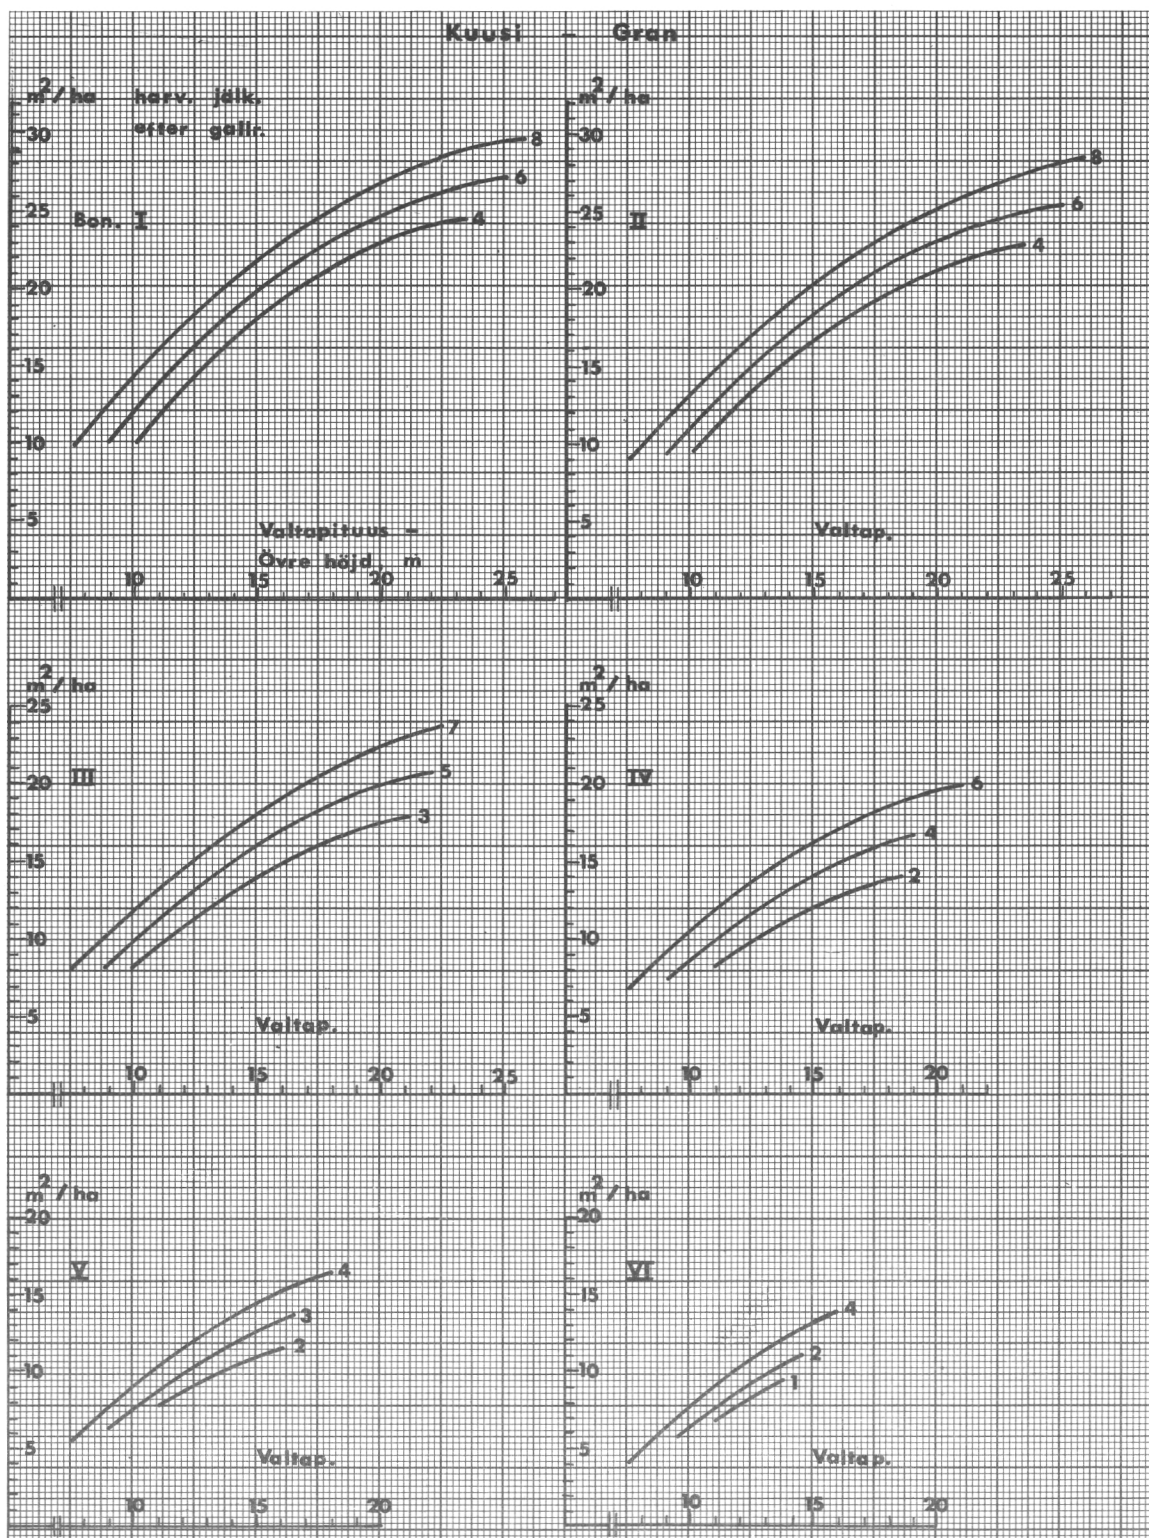 Kuusi – Gran
m²/ha harv. jälk.
efter gallr.
30
25
20
15
10
5
Bon. I
8
6
4
Valtapituus –
Övre höjd, m
10 15 20 25
m²/ha
30
25
20
15
10
5
II
8
6
4
Valtap.
10 15 20 25
m²/ha
25
20
15
10
5
III
7
5
3
Valtap.
10 15 20 25
m²/ha
25
20
15
10
5
IV
6
4
2
Valtap.
10 15 20
m²/ha
20
15
10
5
V
4
3
2
Valtap.
10 15 20
m²/ha
20
15
10
5
VI
4
2
1
Valtap.
10 15 20